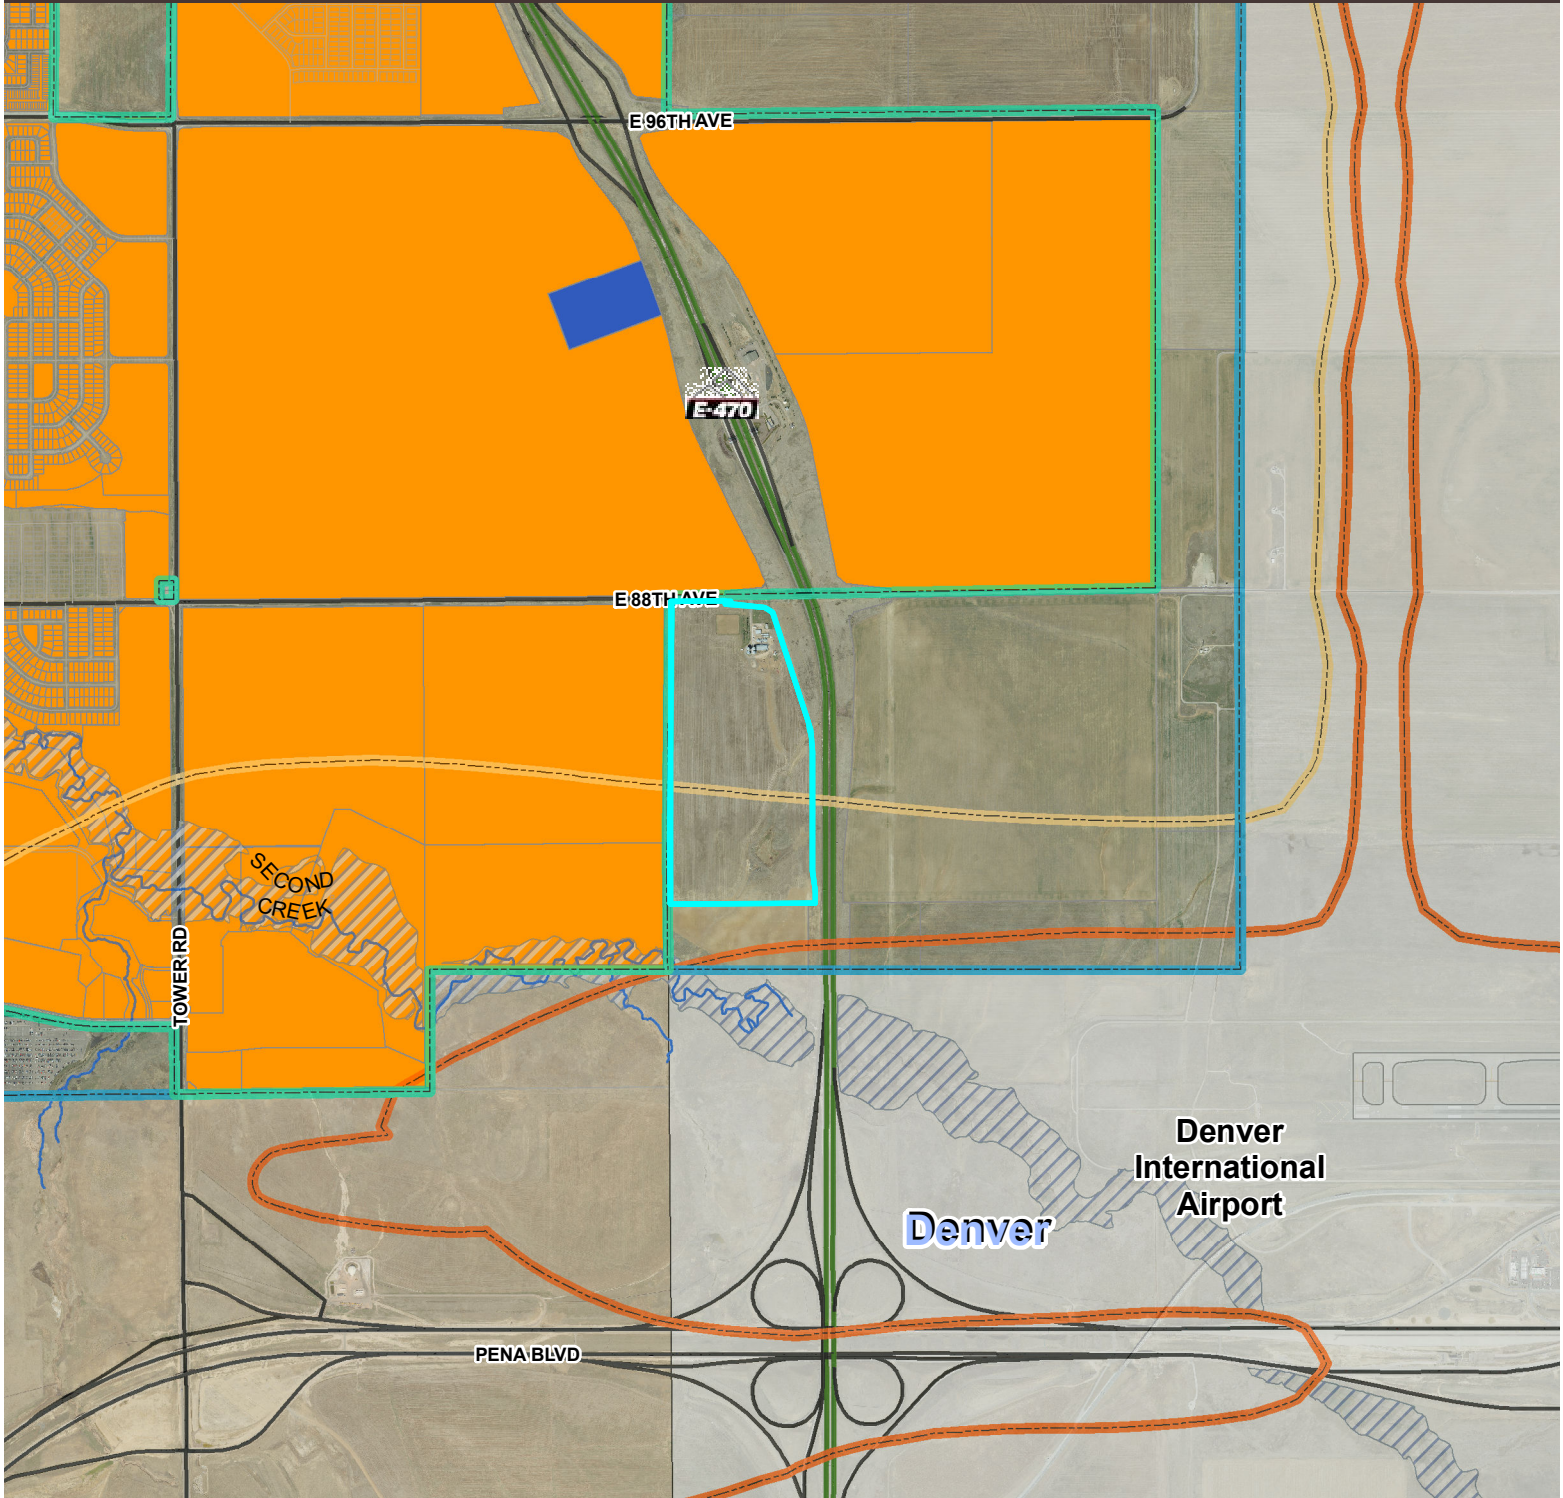 E 96TH AVE
E-470
E 88TH AVE
SECOND
CREEK
TOWER RD
Denver
International
Airport
Denver
PENA BLVD